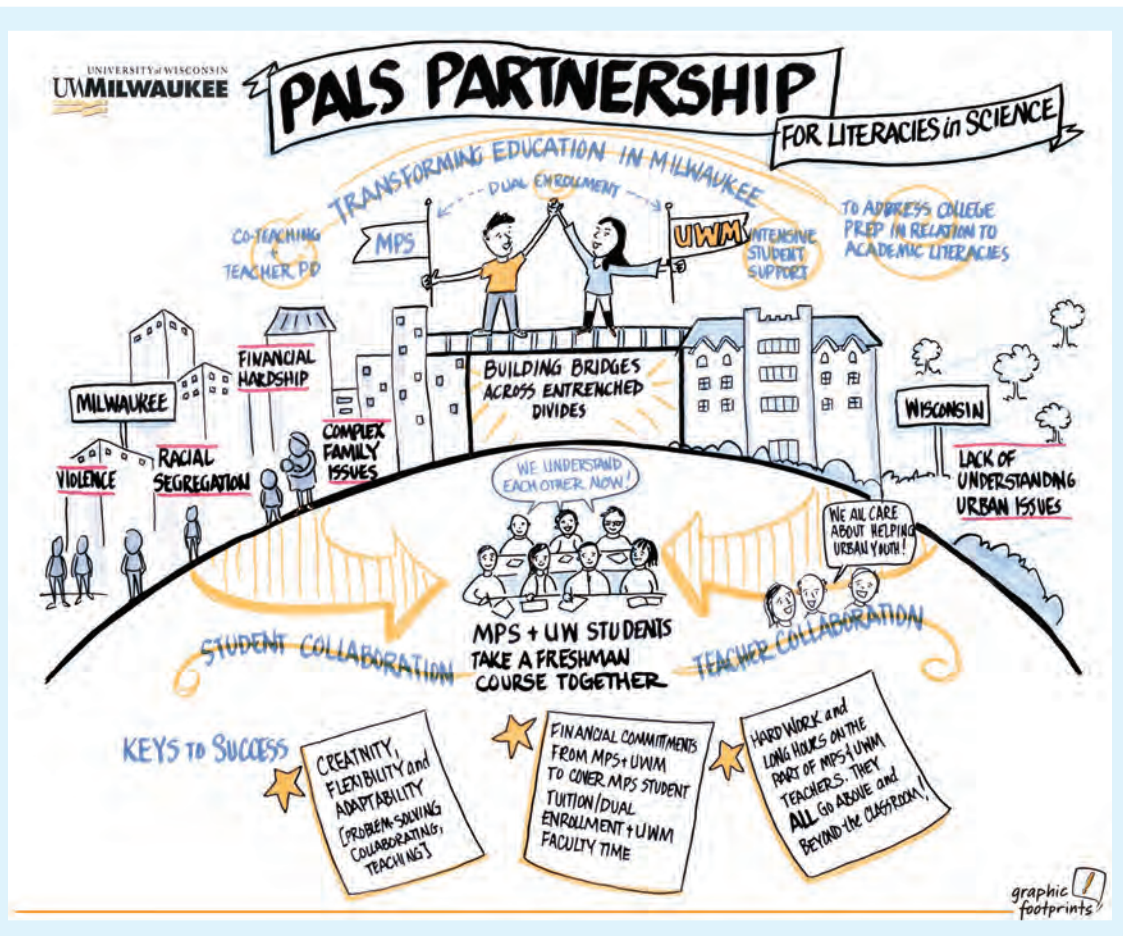 UNIVERSITY of WISCONSIN
UWMILWAUKEE
PALS PARTNERSHIP
FOR LITERACIES in SCIENCE
TRANSFORMING EDUCATION IN MILWAUKEE
DUAL ENROLLMENT
CO-TEACHING
+
TEACHER PD
MPS
UWM
INTENSIVE
STUDENT
SUPPORT
TO ADDRESS COLLEGE
PREP IN RELATION TO
ACADEMIC LITERACIES
MILWAUKEE
FINANCIAL
HARDSHIP
VIOLENCE
RACIAL
SEGREGATION
COMPLEX
FAMILY
ISSUES
BUILDING BRIDGES
ACROSS ENTRENCHED
DIVIDES
WISCONSIN
LACK OF
UNDERSTANDING
URBAN ISSUES
WE UNDERSTAND
EACH OTHER NOW!
WE ALL CARE
ABOUT HELPING
URBAN YOUTH!
STUDENT COLLABORATION
MPS + UW STUDENTS
TAKE A FRESHMAN
COURSE TOGETHER
TEACHER COLLABORATION
KEYS TO SUCCESS
CREATIVITY,
FLEXIBILITY and
ADAPTABILITY
[PROBLEM-SOLVING
COLLABORATING,
TEACHING]
FINANCIAL COMMITMENTS
FROM MPS+UWM
TO COVER MPS STUDENT
TUITION/DUAL
ENROLLMENT + UWM
FACULTY TIME
HARD WORK and
LONG HOURS ON THE
PART OF MPS & UWM
TEACHERS. THEY
ALL GO ABOVE and
BEYOND the CLASSROOM!
graphic
footprints